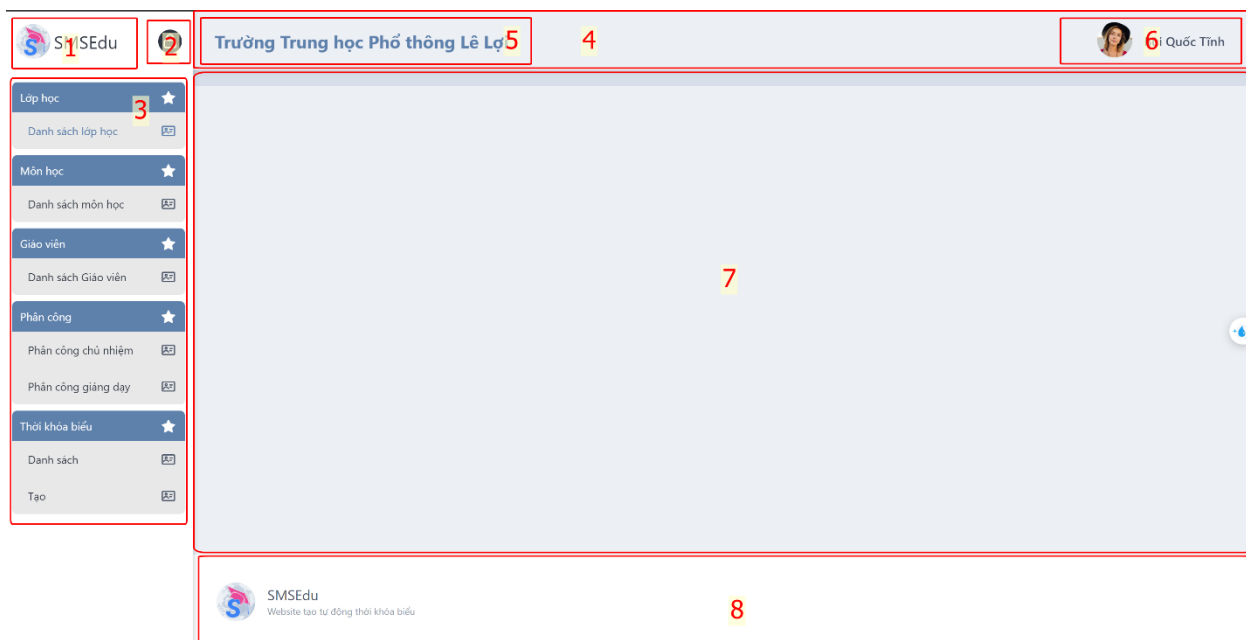 SMSEdu
1
2
Trường Trung học Phổ thông Lê Lợi
5
4
6
Quốc Tĩnh
3
Lớp học
Danh sách lớp học
Môn học
Danh sách môn học
Giáo viên
Danh sách Giáo viên
Phân công
Phân công chủ nhiệm
Phân công giảng dạy
Thời khóa biểu
Danh sách
Tạo
7
SMSEdu
Website tạo tự động thời khóa biểu
8